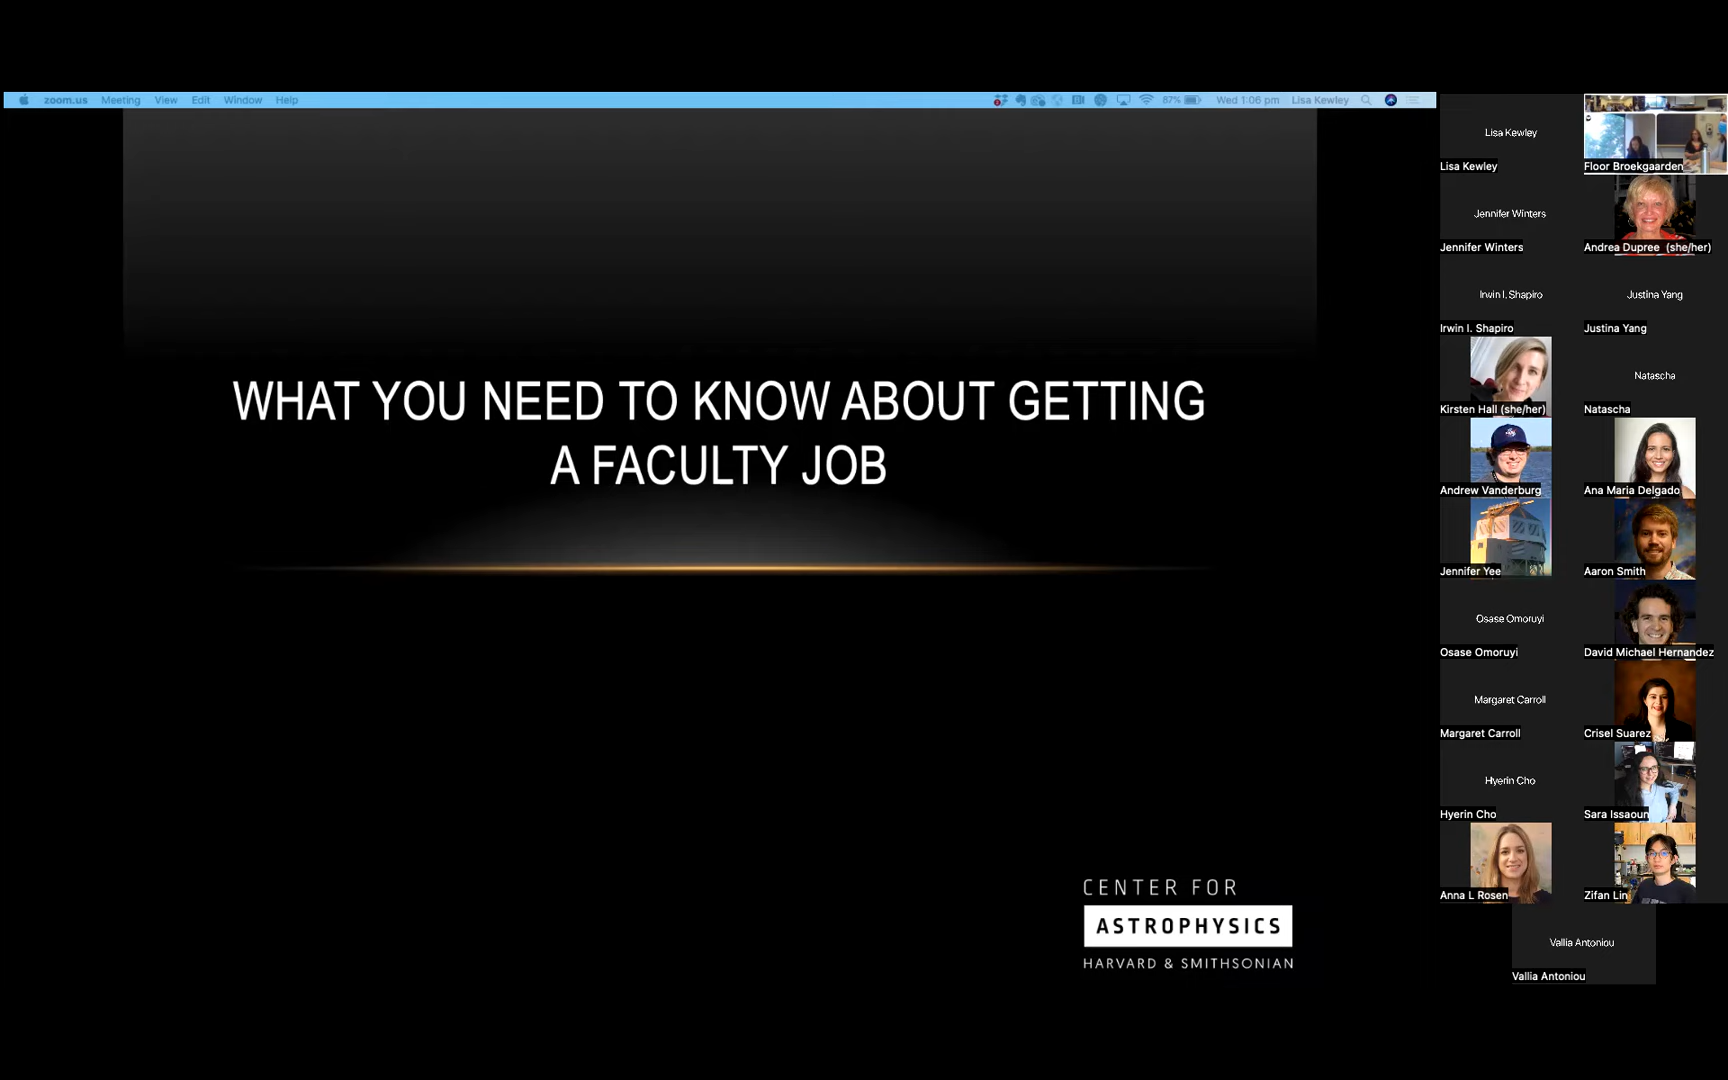 zoom.us Meeting View Edit Window Help 87% Wed 1:06 pm Lisa Kewley
WHAT YOU NEED TO KNOW ABOUT GETTING
A FACULTY JOB
CENTER FOR
ASTROPHYSICS
HARVARD & SMITHSONIAN
Lisa Kewley
Lisa Kewley
Floor Broekgaarden
Jennifer Winters
Jennifer Winters
Andrea Dupree (she/her)
Irwin I. Shapiro
Irwin I. Shapiro
Justina Yang
Justina Yang
Kirsten Hall (she/her)
Natascha
Natascha
Andrew Vanderburg
Ana Maria Delgado
Jennifer Yee
Aaron Smith
Osase Omoruyi
Osase Omoruyi
David Michael Hernandez
Margaret Carroll
Margaret Carroll
Crisel Suarez
Hyerin Cho
Hyerin Cho
Sara Issaoun
Anna L Rosen
Zifan Lin
Vallia Antoniou
Vallia Antoniou